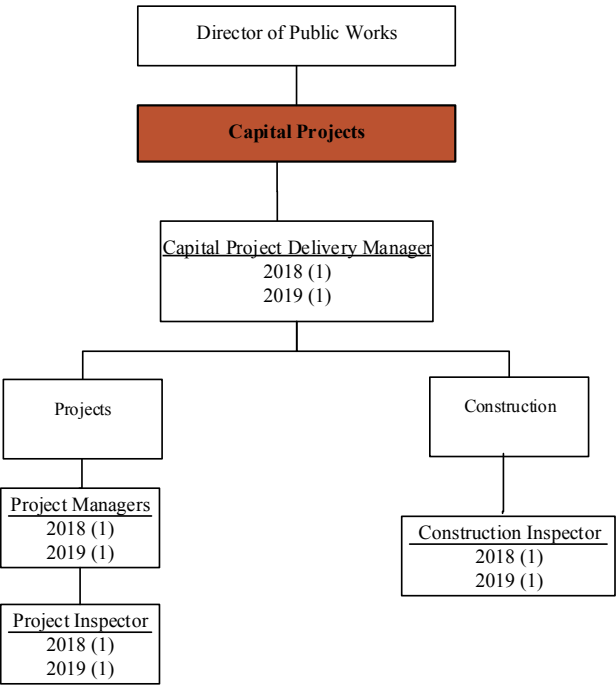 Director of Public Works
Capital Projects
Capital Project Delivery Manager
2018 (1)
2019 (1)
Projects
Construction
Project Managers
2018 (1)
2019 (1)
Construction Inspector
2018 (1)
2019 (1)
Project Inspector
2018 (1)
2019 (1)